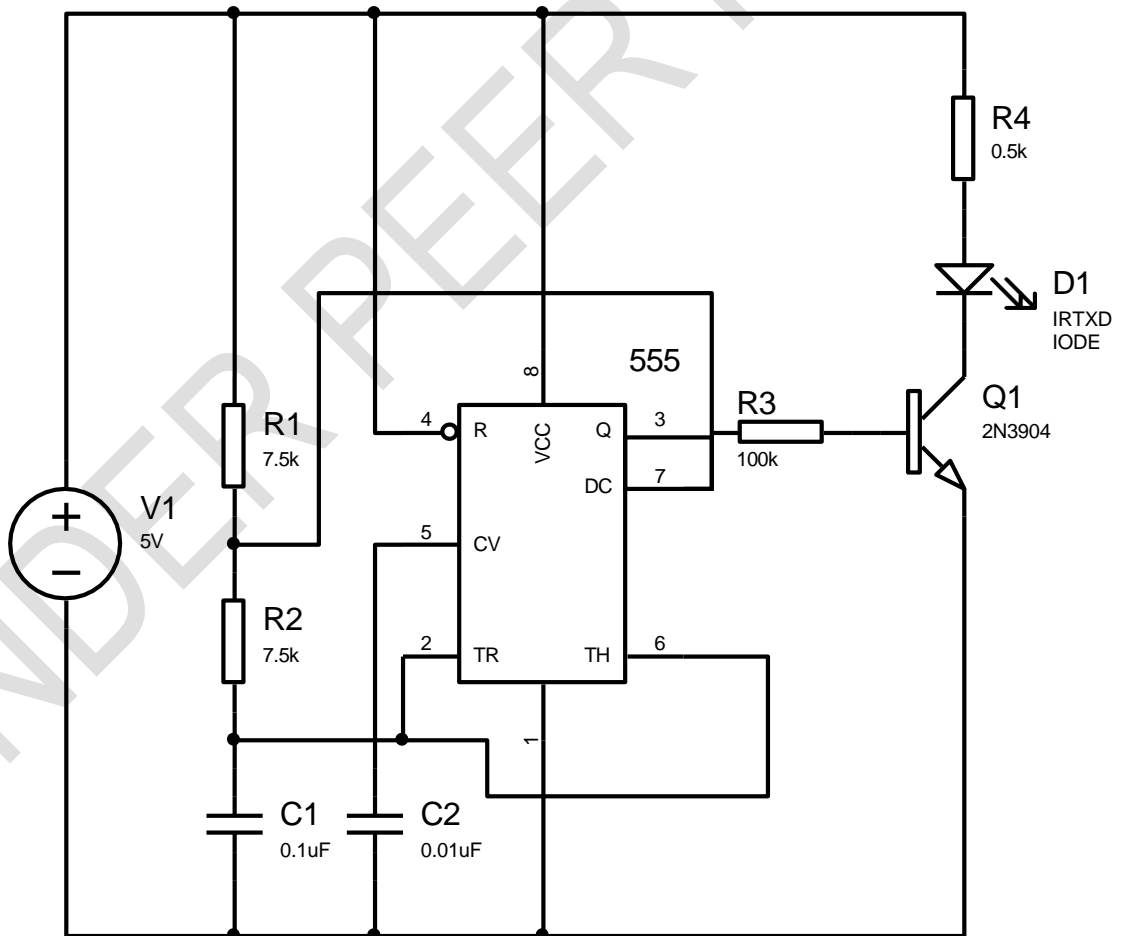 UNDER PEER
R4
0.5k
D1
IRTXD
IODE
555
8
4
R
VCC
Q
3
R3
100k
Q1
2N3904
R1
7.5k
DC
7
V1
5V
5
CV
R2
7.5k
2
TR
TH
6
1
C1
0.1uF
C2
0.01uF